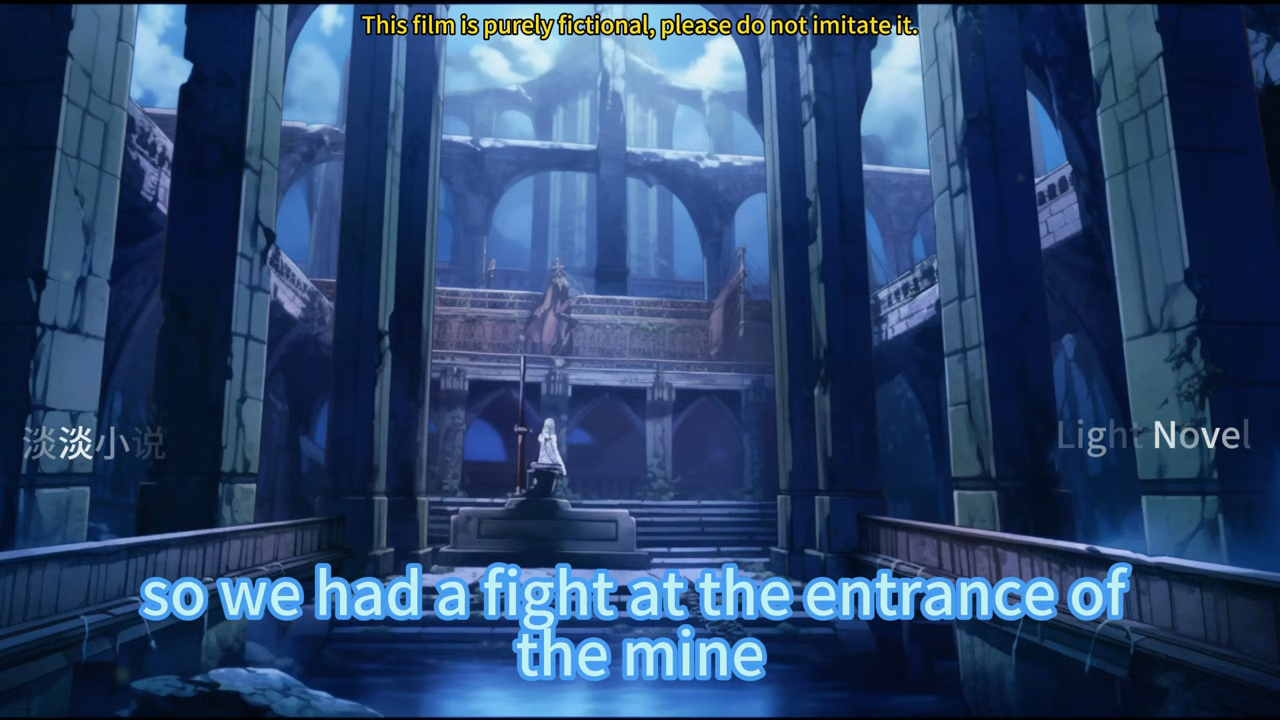 This film is purely fictional, please do not imitate it.
淡淡小说
Light Novel
so we had a fight at the entrance of
the mine